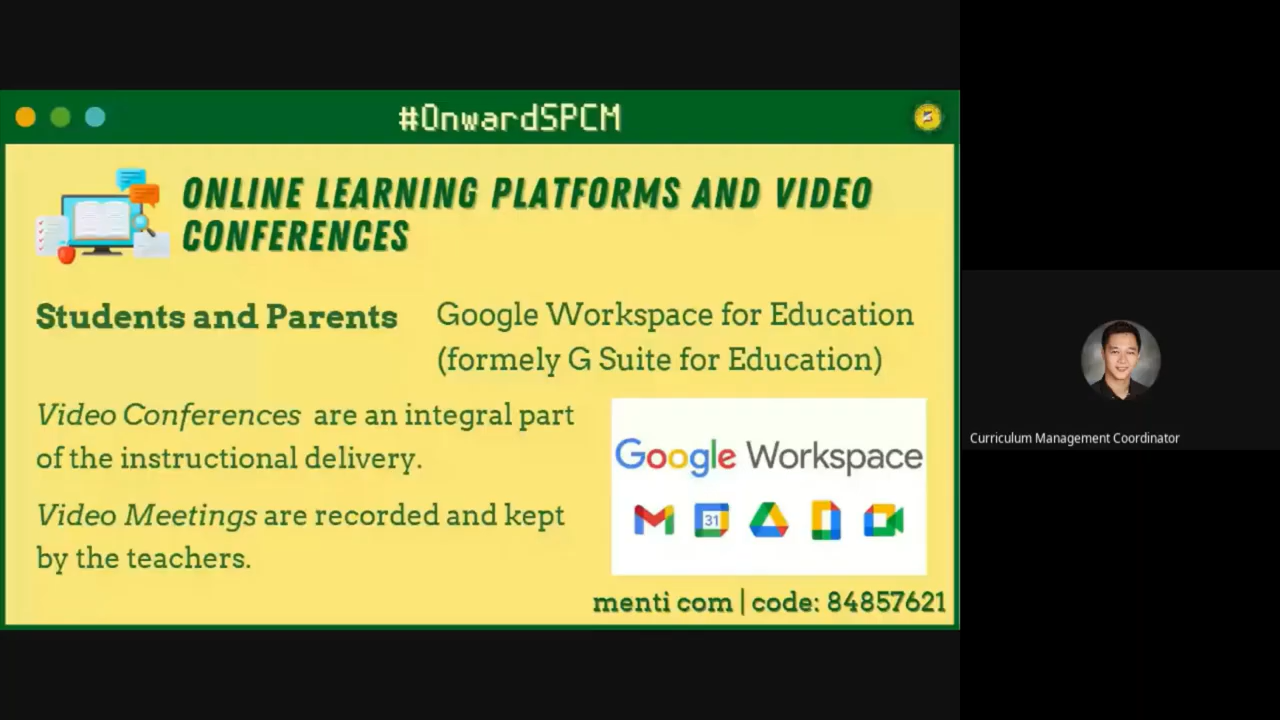 #OnwardSPCM
ONLINE LEARNING PLATFORMS AND VIDEO
CONFERENCES
Students and Parents
Google Workspace for Education
(formely G Suite for Education)
Video Conferences are an integral part
of the instructional delivery.
Video Meetings are recorded and kept
by the teachers.
Google Workspace
31
menti com | code: 84857621
Curriculum Management Coordinator